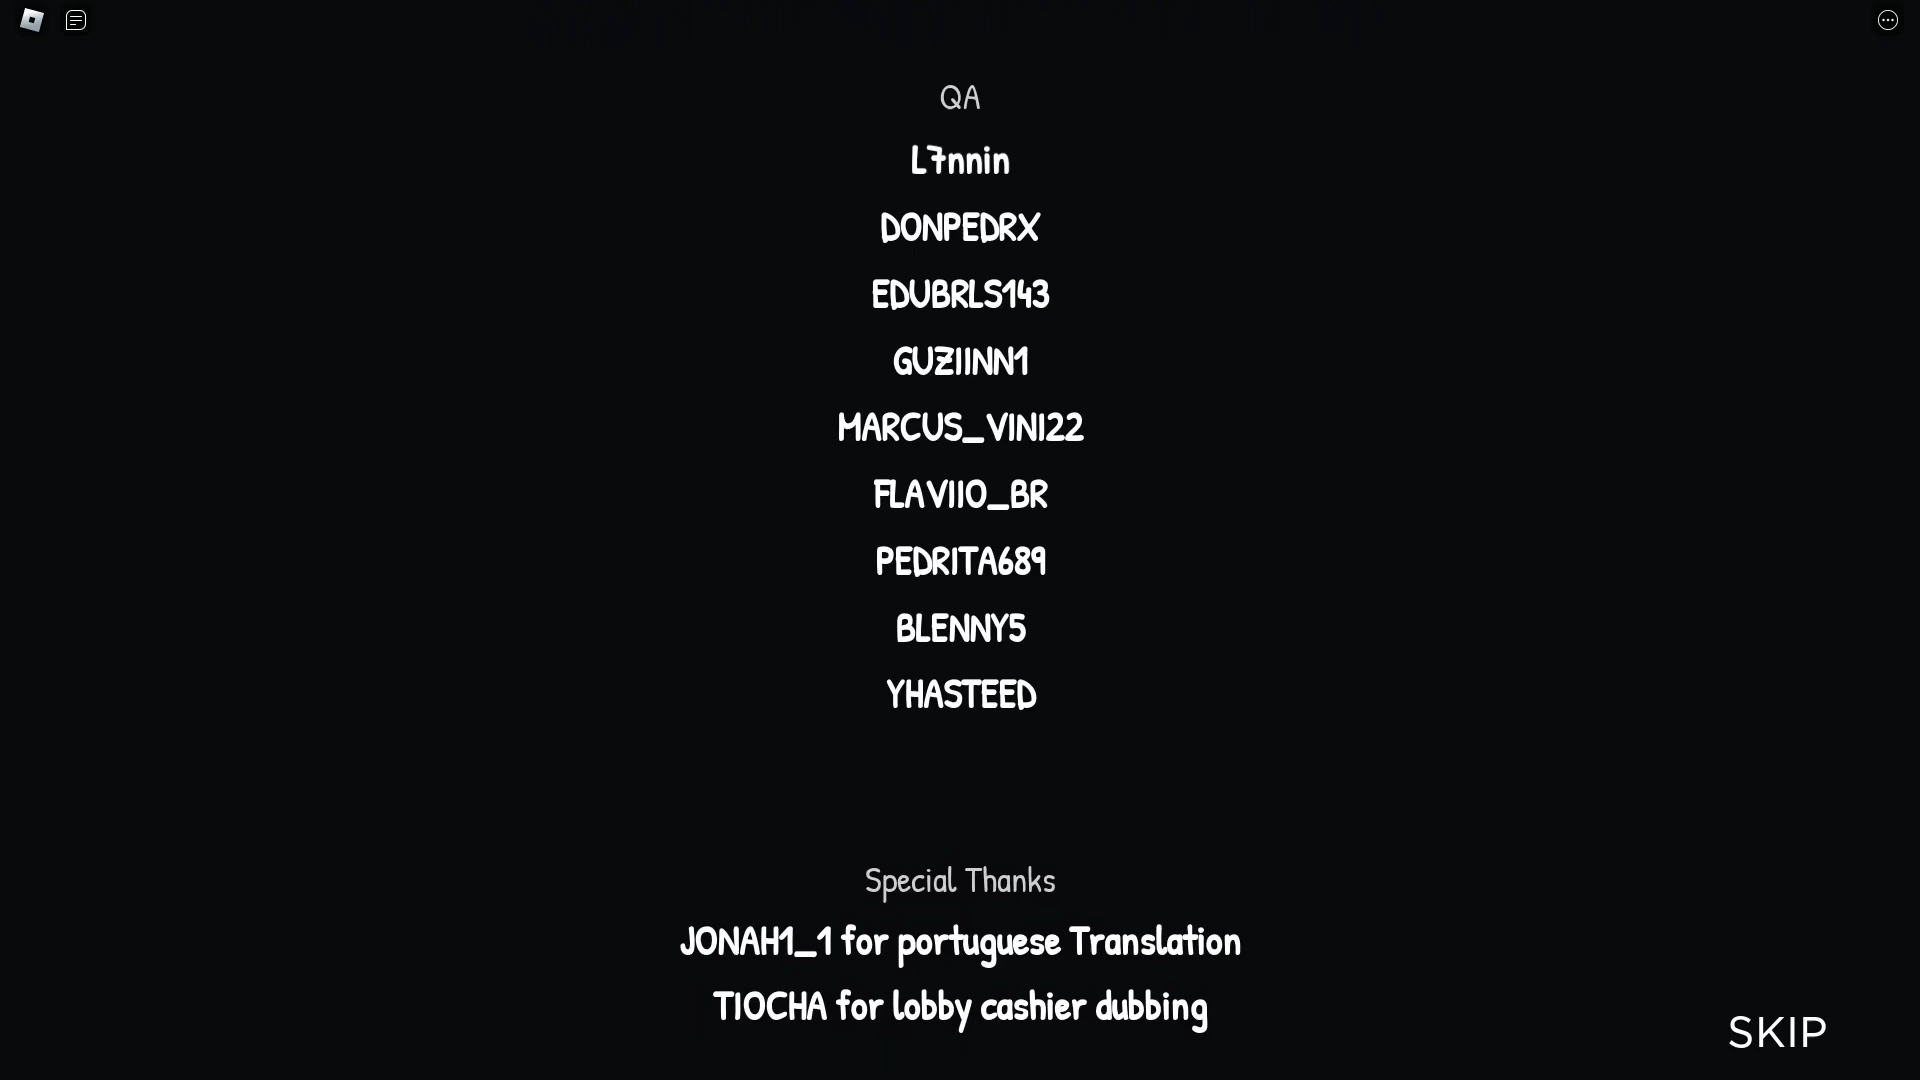 QA
L7nnin
DONPEDRX
EDUBRLS143
GUZIINN1
MARCUS_VINI22
FLAVIIO_BR
PEDRITA689
BLENNY5
YHASTEED
Special Thanks
JONAH1_1 for portuguese Translation
TIOCHA for lobby cashier dubbing
SKIP